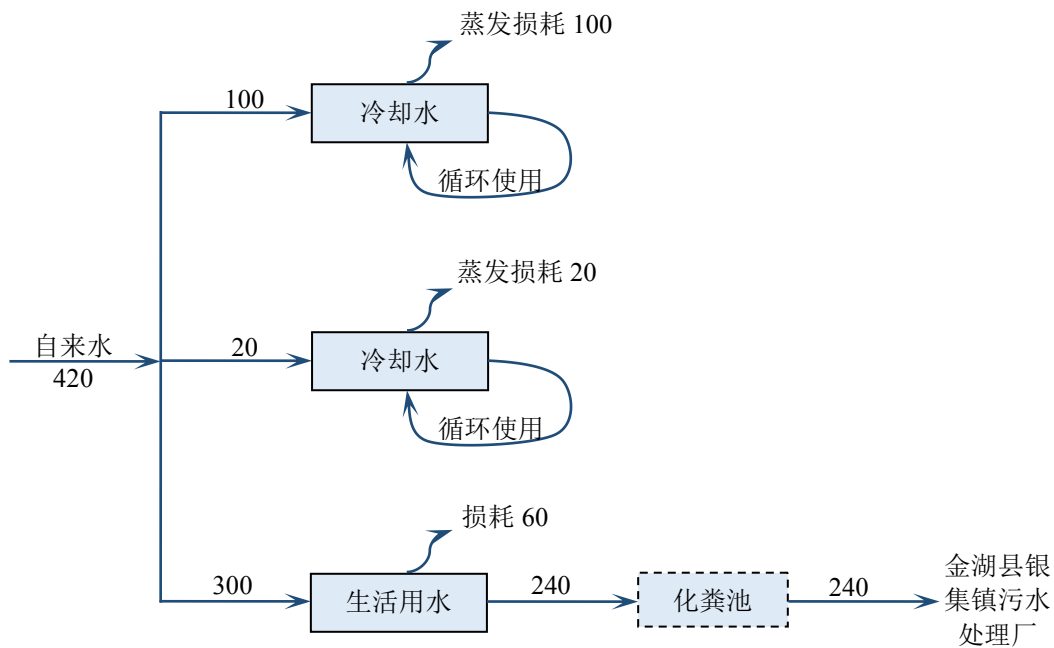 蒸发损耗 100
100
冷却水
循环使用
蒸发损耗 20
自来水
420
20
冷却水
循环使用
损耗 60
300
生活用水
240
化粪池
240
金湖县银
集镇污水
处理厂